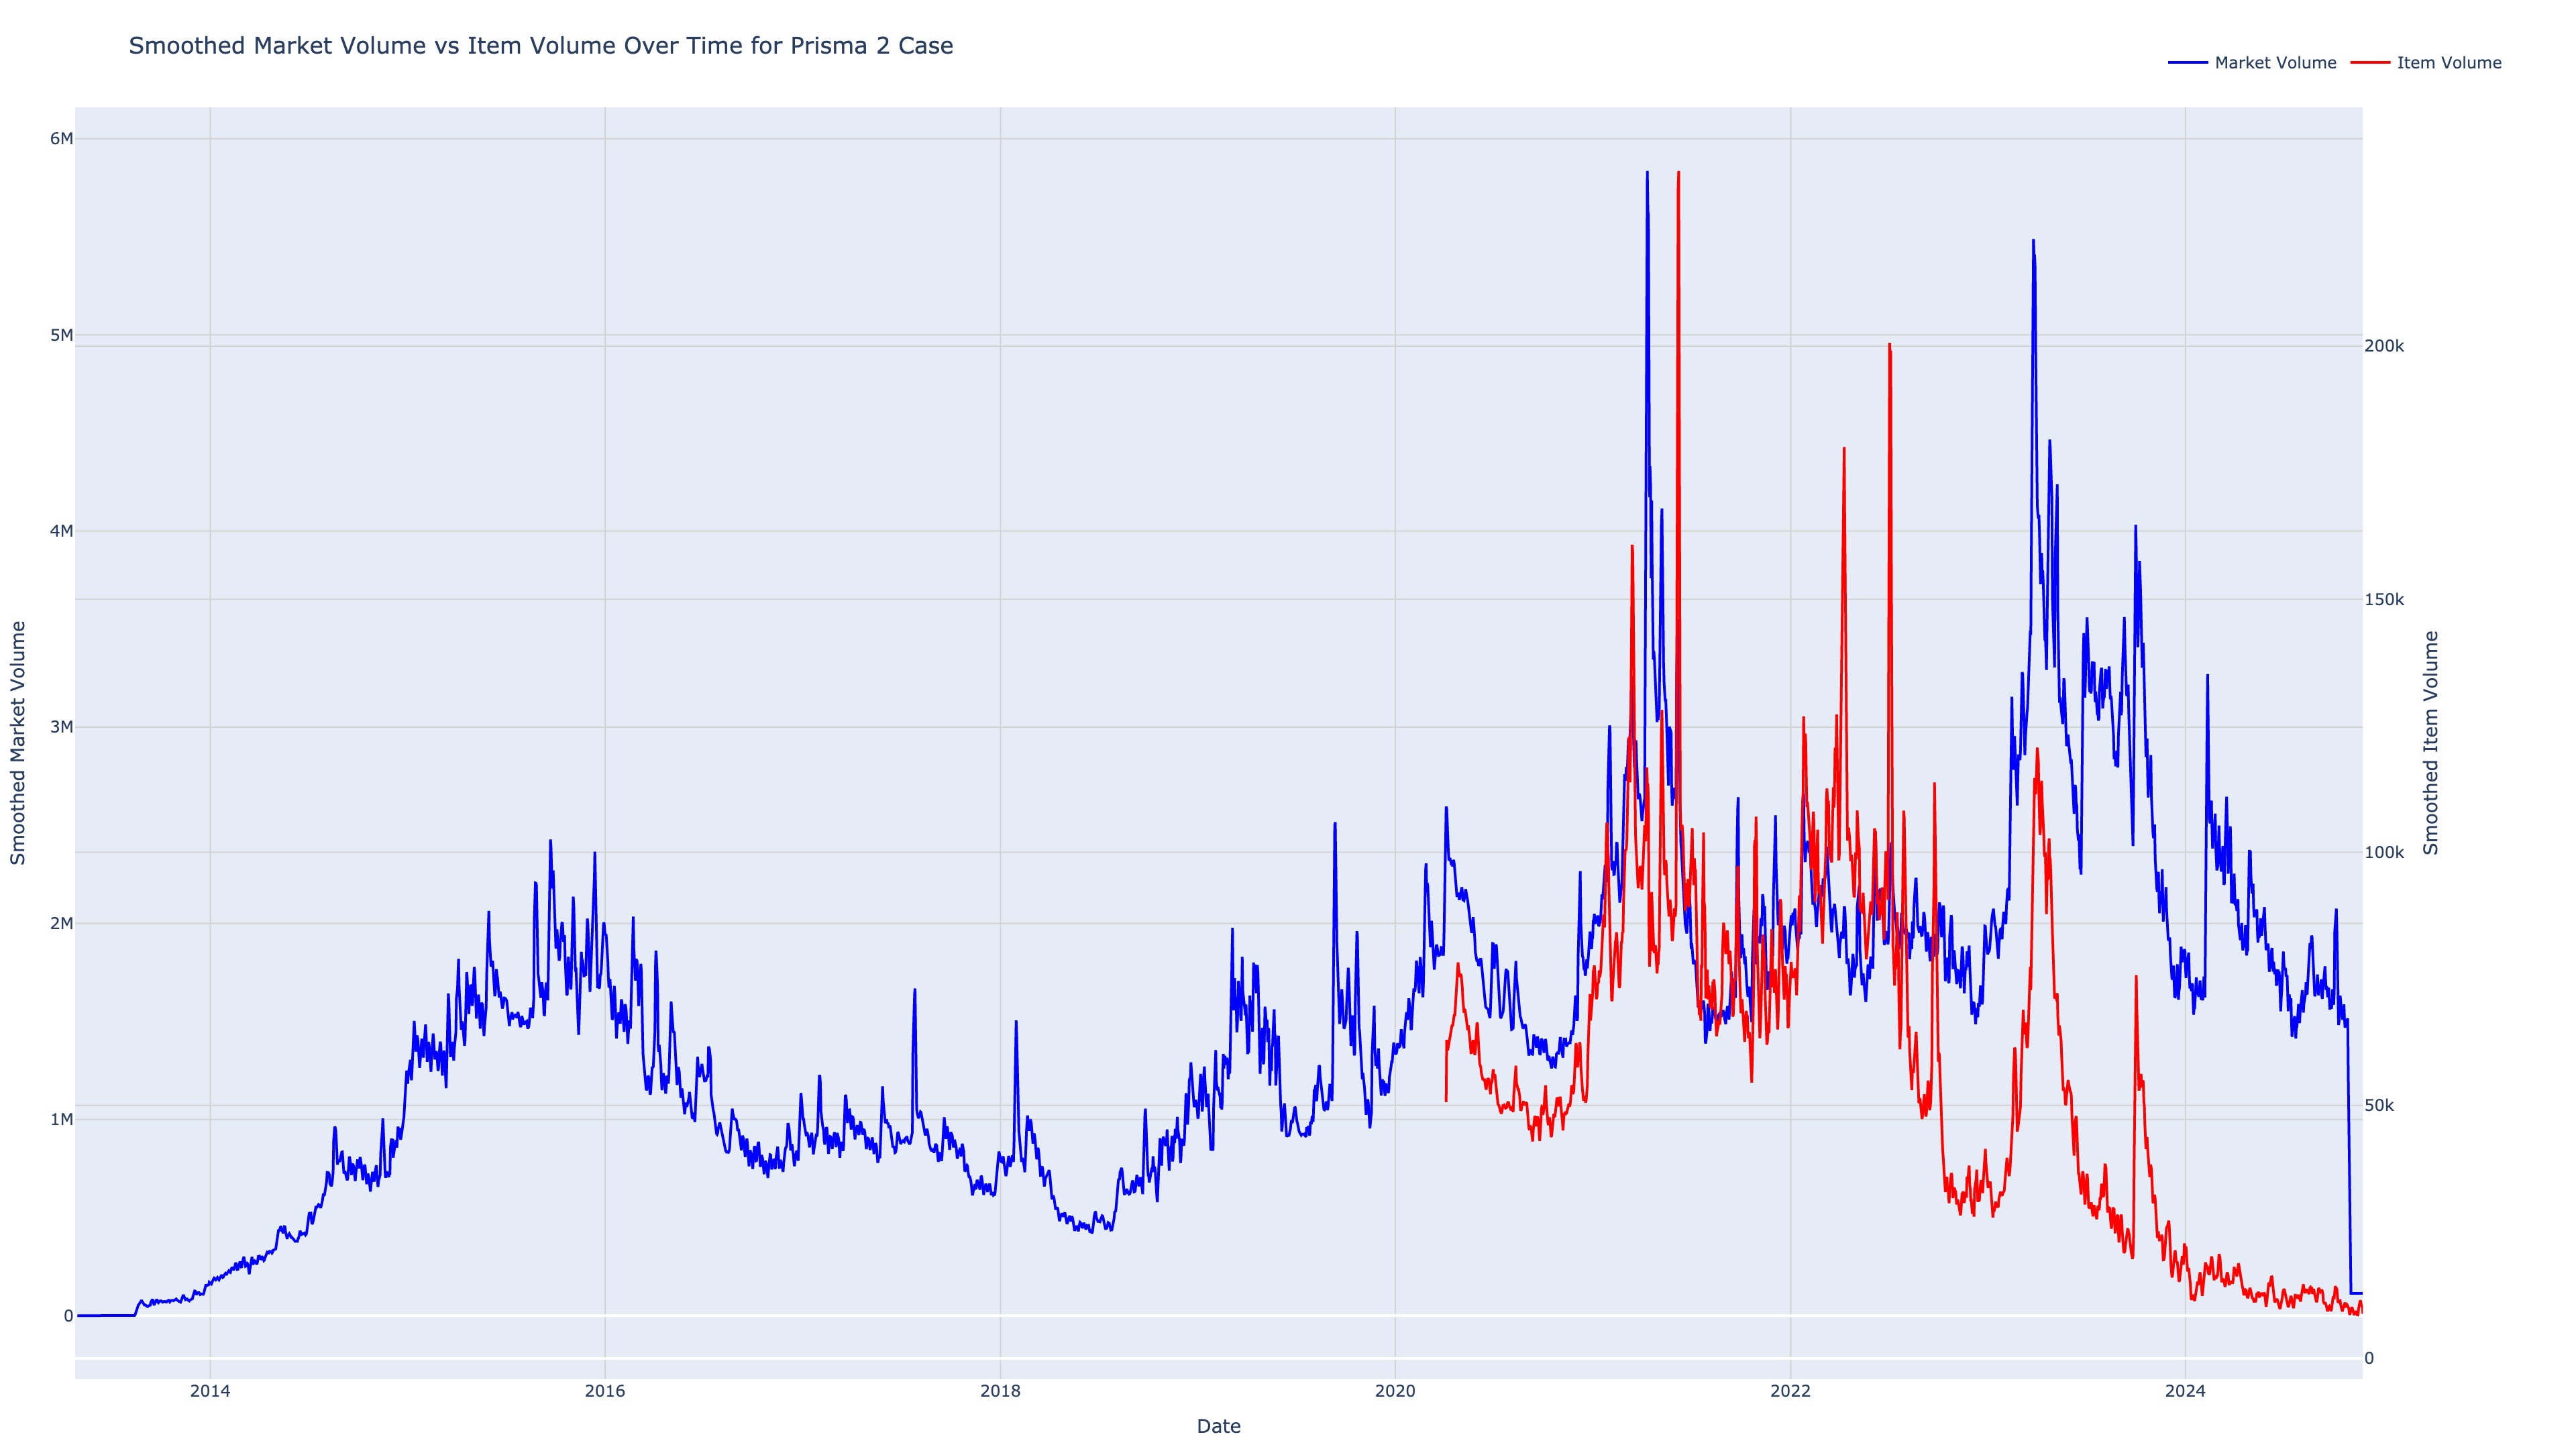 Smoothed Market Volume vs Item Volume Over Time for Prisma 2 Case
Market Volume
Item Volume
6M
5M
4M
3M
2M
1M
0
Smoothed Market Volume
200k
150k
100k
50k
0
Smoothed Item Volume
2014
2016
2018
2020
2022
2024
Date